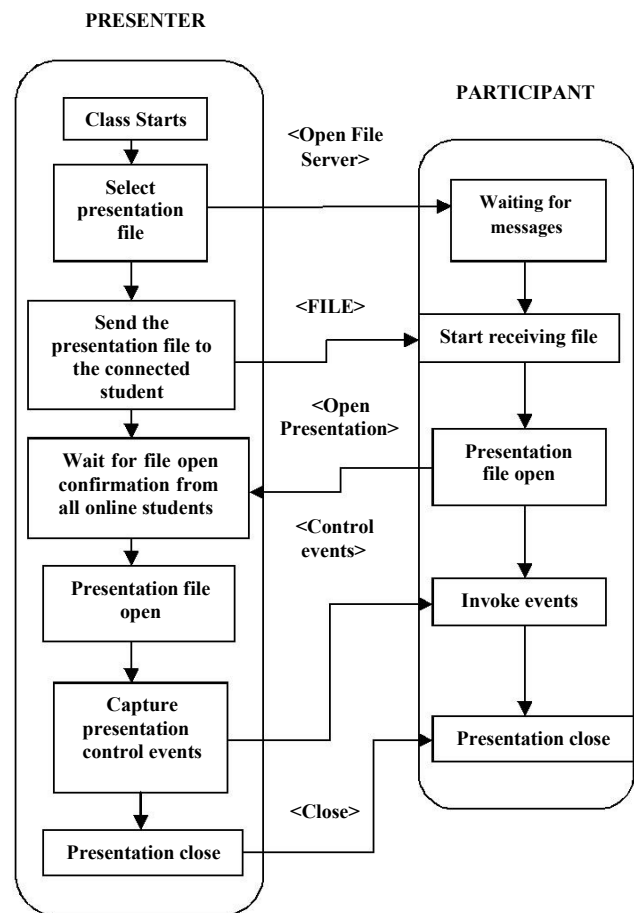 PRESENTER
PARTICIPANT
Class Starts
<Open File
Server>
Select
presentation
file
Waiting for
messages
<FILE>
Send the
presentation file to
the connected
student
Start receiving file
<Open
Presentation>
Wait for file open
confirmation from
all online students
Presentation
file open
<Control
events>
Presentation file
open
Invoke events
Capture
presentation
control events
Presentation close
<Close>
Presentation close